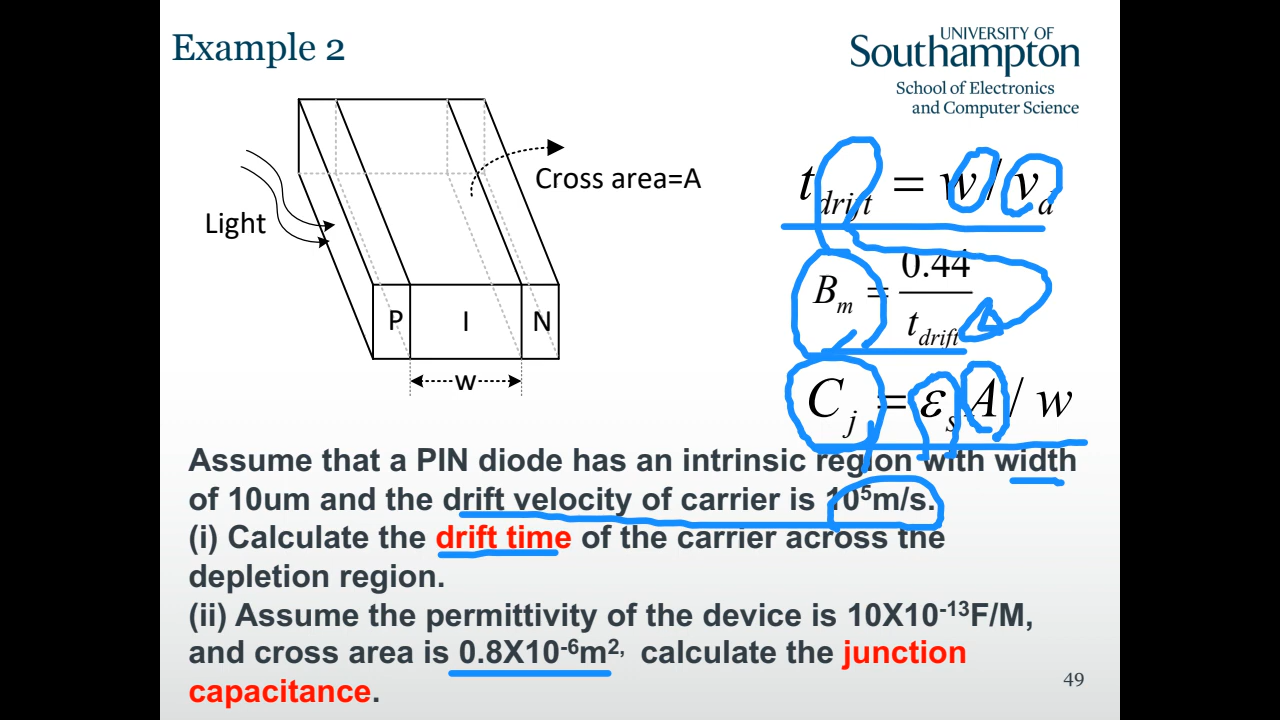 Example 2
UNIVERSITY OF
Southampton
School of Electronics
and Computer Science
Cross area=A
Light
P
I
N
w
t_drift = w/v_d
B_m = 0.44 / t_drift
C_j = ε_s A / w
Assume that a PIN diode has an intrinsic region with width
of 10um and the drift velocity of carrier is 10⁵m/s.
(i) Calculate the drift time of the carrier across the
depletion region.
(ii) Assume the permittivity of the device is 10X10⁻¹³F/M,
and cross area is 0.8X10⁻⁶m², calculate the junction
capacitance.
49